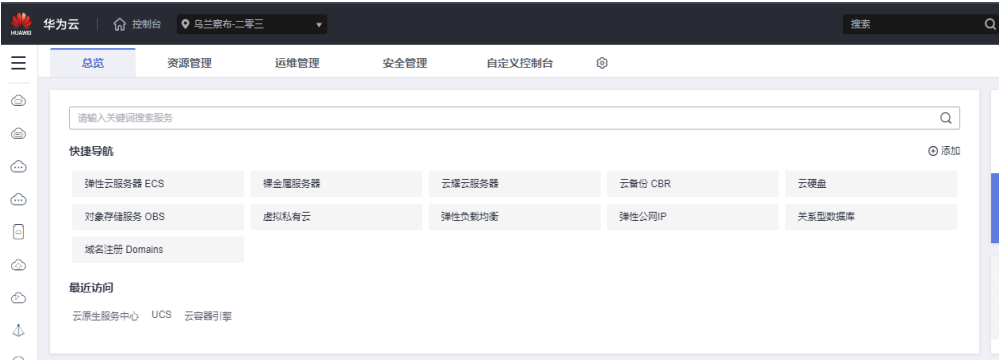 HUAWEI 华为云 控制台 乌兰察布-二零三 搜索
总览 资源管理 运维管理 安全管理 自定义控制台
请输入关键词搜索服务
快捷导航 添加
弹性云服务器 ECS 裸金属服务器 云耀云服务器 云备份 CBR 云硬盘
对象存储服务 OBS 虚拟私有云 弹性负载均衡 弹性公网IP 关系型数据库
域名注册 Domains
最近访问
云原生服务中心 UCS 云容器引擎